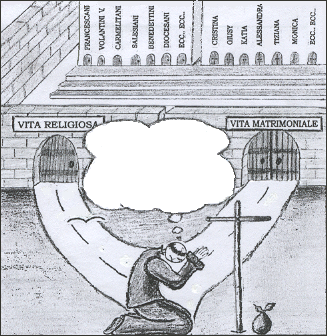 FRANCESCANI
VOLANTINI V.
CARMELITANI
SALESIANI
BENEDETTINI
DIOCESANI
ECC.. ECC..
CRISTINA
GIUSY
KATIA
ALESSANDRA
TIZIANA
MONICA
ECC.. ECC..
VITA RELIGIOSA
VITA MATRIMONIALE